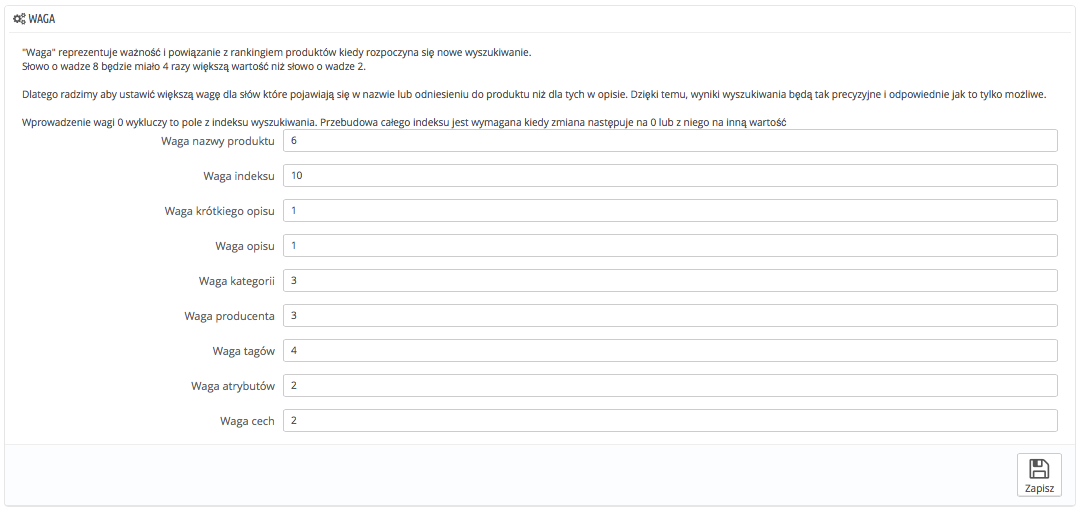 WAGA
"Waga" reprezentuje ważność i powiązanie z rankingiem produktów kiedy rozpoczyna się nowe wyszukiwanie.
Słowo o wadze 8 będzie miało 4 razy większą wartość niż słowo o wadze 2.
Dlatego radzimy aby ustawić większą wagę dla słów które pojawiają się w nazwie lub odniesieniu do produktu niż dla tych w opisie. Dzięki temu, wyniki wyszukiwania będą tak precyzyjne i odpowiednie jak to tylko możliwe.
Wprowadzenie wagi 0 wykluczy to pole z indeksu wyszukiwania. Przebudowa całego indeksu jest wymagana kiedy zmiana następuje na 0 lub z niego na inną wartość
Waga nazwy produktu 6
Waga indeksu 10
Waga krótkiego opisu 1
Waga opisu 1
Waga kategorii 3
Waga producenta 3
Waga tagów 4
Waga atrybutów 2
Waga cech 2
Zapisz